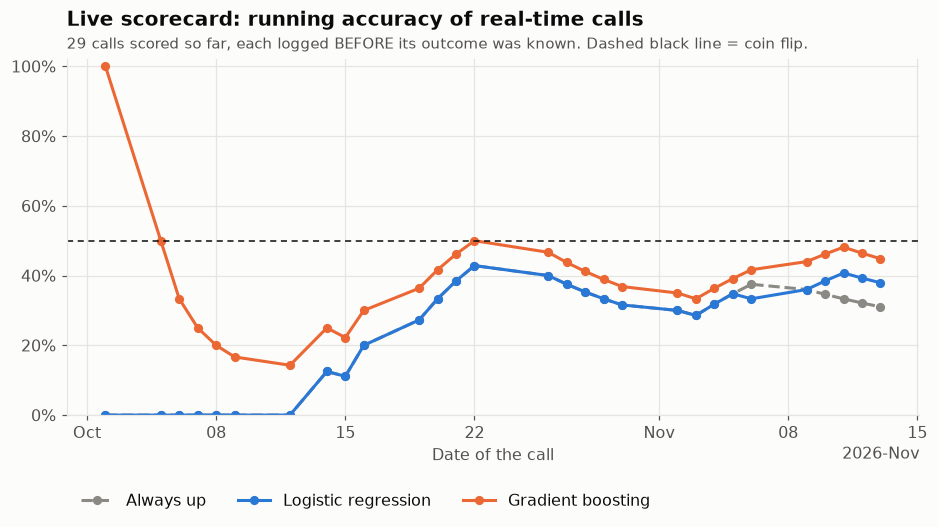 Live scorecard: running accuracy of real-time calls
29 calls scored so far, each logged BEFORE its outcome was known. Dashed black line = coin flip.
100%
80%
60%
40%
20%
0%
Oct 08 15 22 Nov 08 15
Date of the call
2026-Nov
Always up Logistic regression Gradient boosting